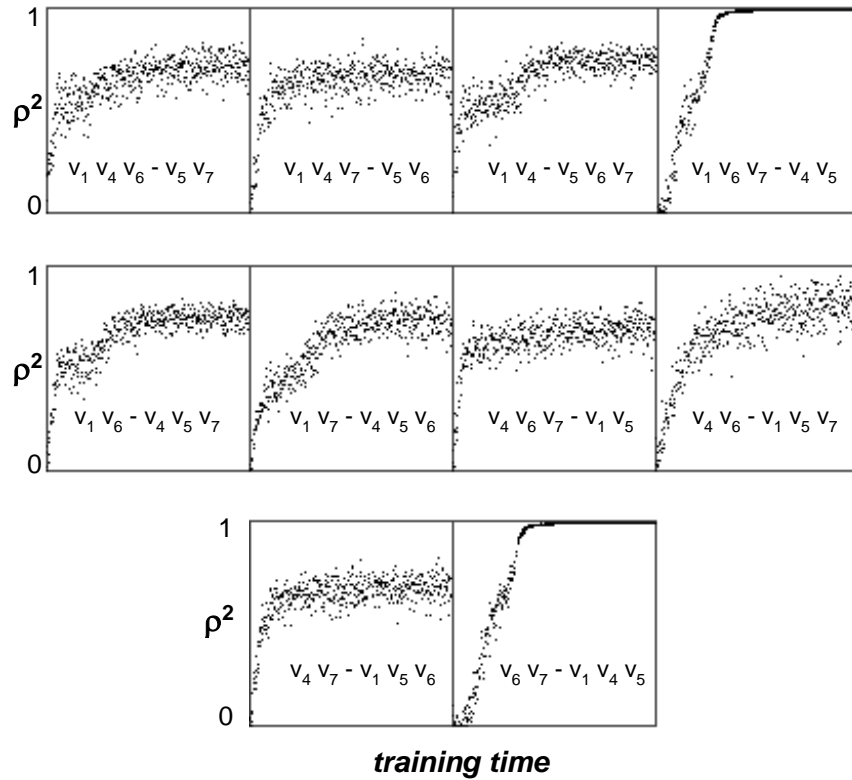 1
ρ²
0
v₁ v₄ v₆ - v₅ v₇
v₁ v₄ v₇ - v₅ v₆
v₁ v₄ - v₅ v₆ v₇
v₁ v₆ v₇ - v₄ v₅
1
ρ²
0
v₁ v₆ - v₄ v₅ v₇
v₁ v₇ - v₄ v₅ v₆
v₄ v₆ v₇ - v₁ v₅
v₄ v₆ - v₁ v₅ v₇
1
ρ²
0
v₄ v₇ - v₁ v₅ v₆
v₆ v₇ - v₁ v₄ v₅
training time